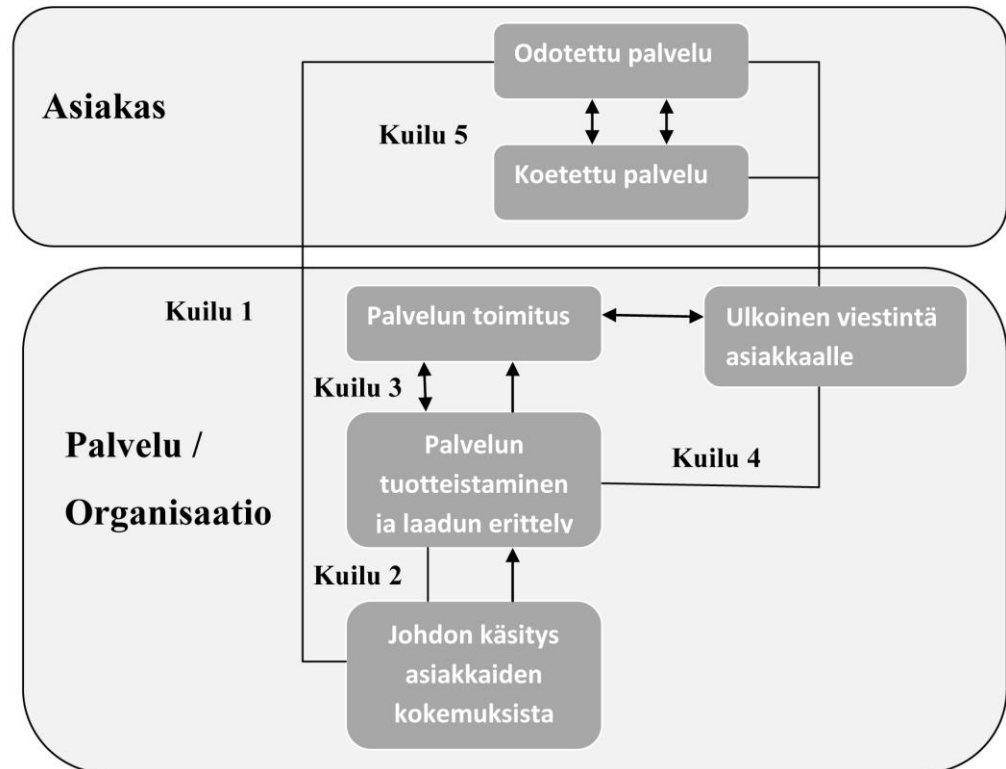 Odotettu palvelu
Asiakas
Kuilu 5
Koetettu palvelu
Kuilu 1
Palvelun toimitus
Ulkoinen viestintä
asiakkaalle
Kuilu 3
Palvelu /
Organisaatio
Palvelun
tuotteistaminen
ja laadun erittelv
Kuilu 4
Kuilu 2
Johdon käsitys
asiakkaiden
kokemuksista